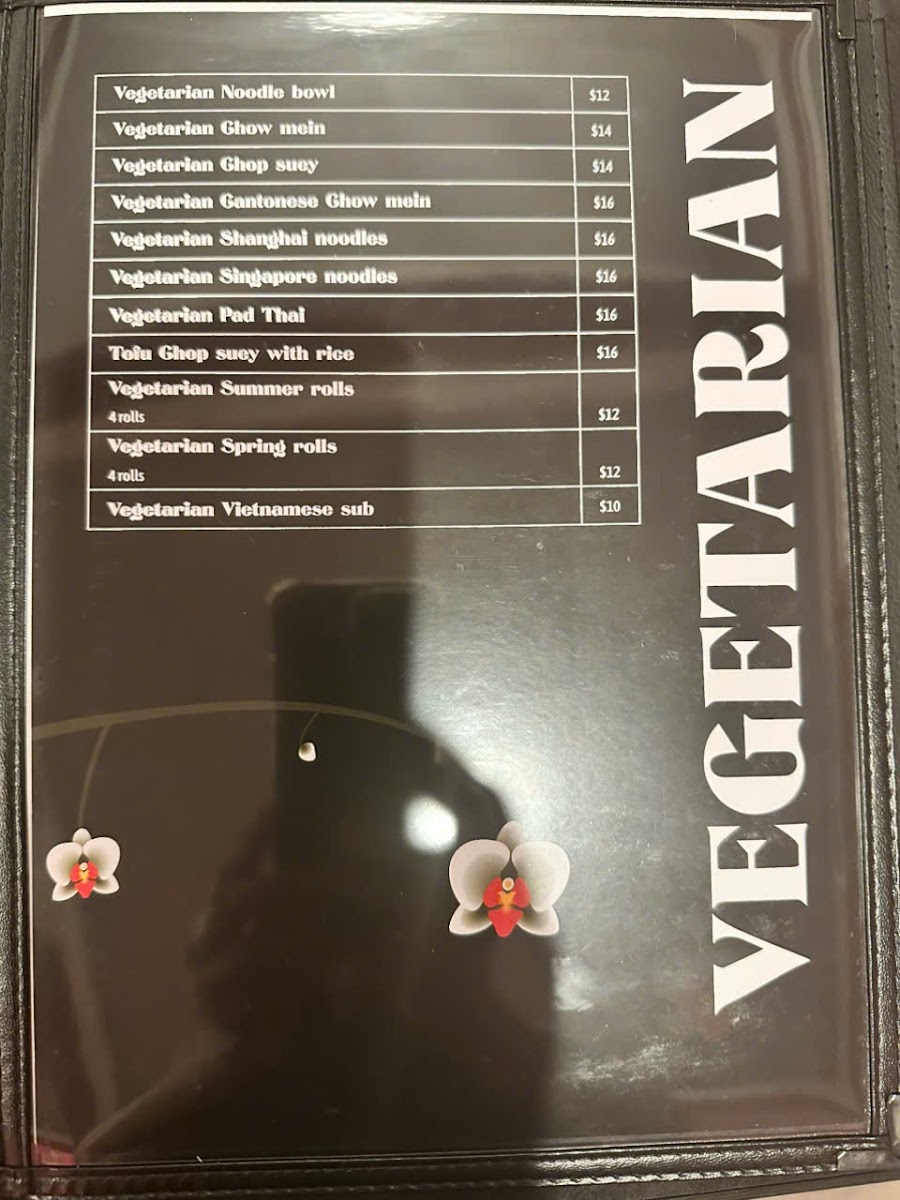 VEGETARIAN
Vegetarian Noodle bowl $12
Vegetarian Chow mein $14
Vegetarian Chop suey $14
Vegetarian Cantonese Chow mein $16
Vegetarian Shanghai noodles $16
Vegetarian Singapore noodles $16
Vegetarian Pad Thai $16
Tofu Chop suey with rice $16
Vegetarian Summer rolls
4 rolls $12
Vegetarian Spring rolls
4 rolls $12
Vegetarian Vietnamese sub $10